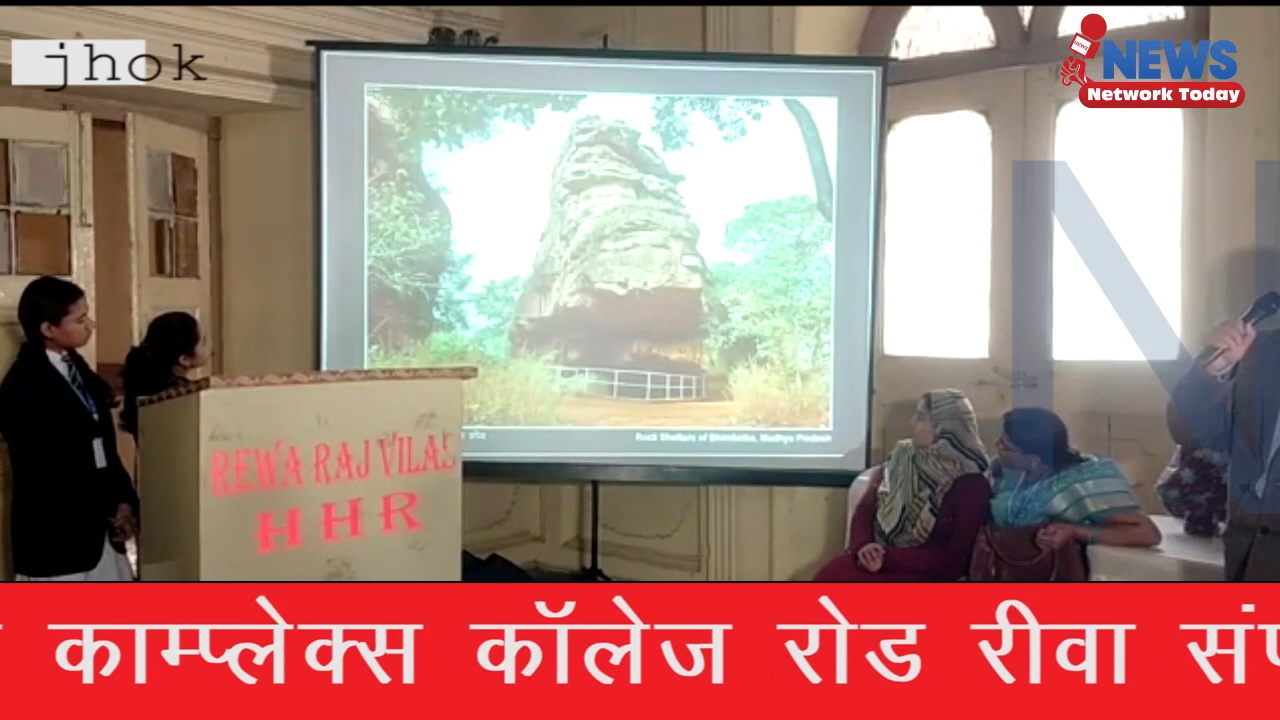 jhok
NEWS
Network Today
REWA RAJ VILAS
HHR
Rock Shelters of Bhimbetka, Madhya Pradesh
काम्प्लेक्स कॉलेज रोड रीवा